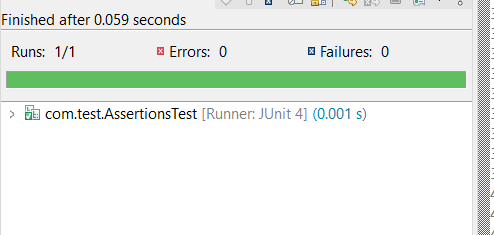 Finished after 0.059 seconds
Runs: 1/1 Errors: 0 Failures: 0
com.test.AssertionsTest [Runner: JUnit 4] (0.001 s)